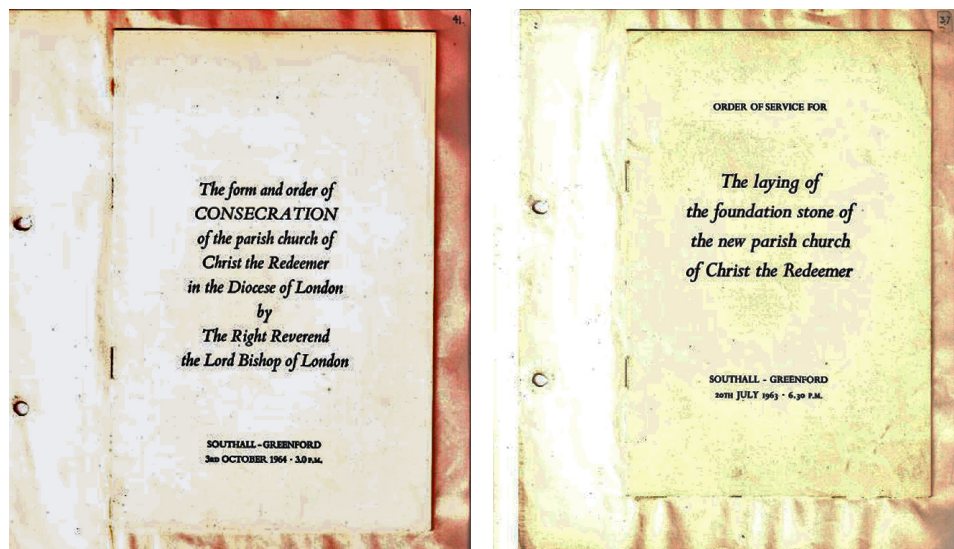 41
The form and order of
CONSECRATION
of the parish church of
Christ the Redeemer
in the Diocese of London
by
The Right Reverend
the Lord Bishop of London
SOUTHALL - GREENFORD
3RD OCTOBER 1964 · 3.0 P.M.
37
ORDER OF SERVICE FOR
The laying of
the foundation stone of
the new parish church
of Christ the Redeemer
SOUTHALL - GREENFORD
20TH JULY 1963 · 6.30 P.M.